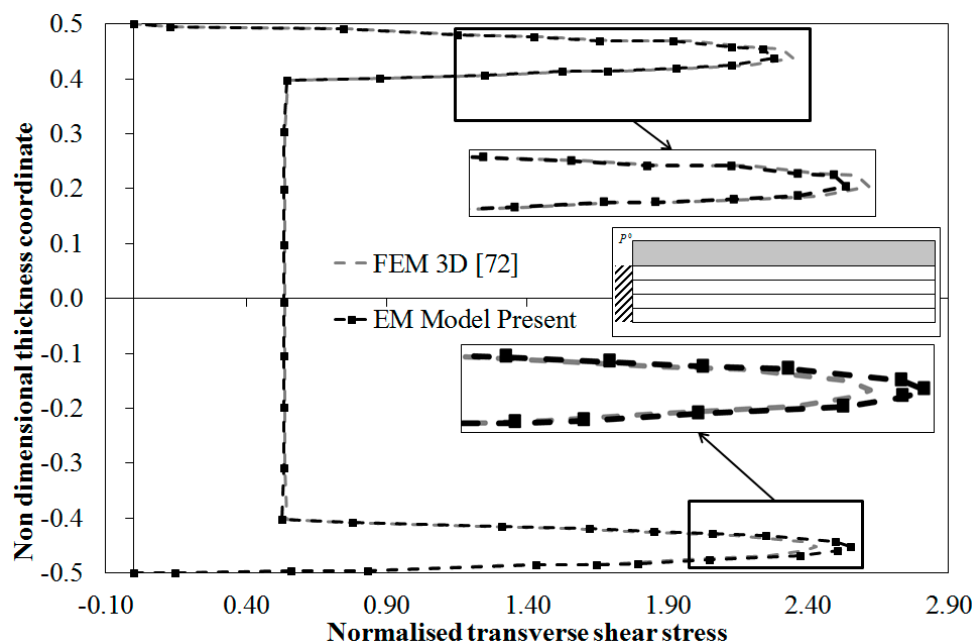 0.5
0.4
0.3
0.2
0.1
0.0
-0.1
-0.2
-0.3
-0.4
-0.5
Non dimensional thickness coordinate
P⁰
FEM 3D [72]
EM Model Present
-0.10 0.40 0.90 1.40 1.90 2.40 2.90
Normalised transverse shear stress